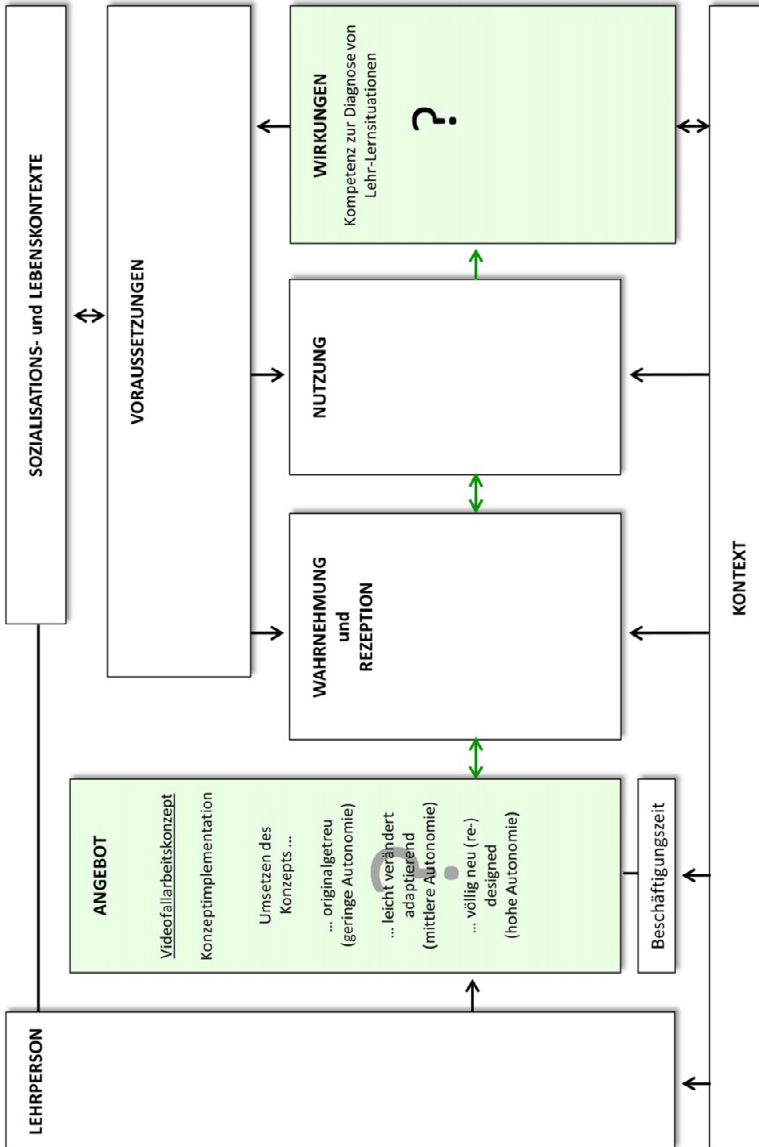 SOZIALISATIONS- und LEBENSKONTEXTE
VORAUSSETZUNGEN
LEHRPERSON
ANGEBOT
Videofallarbeitskonzept
Konzeptimplementation
Umsetzen des
Konzepts ...
... originalgetreu
(geringe Autonomie)
... leicht verändert
adaptierend
(mittlere Autonomie)
... völlig neu (re-)
designed
(hohe Autonomie)
?
Beschäftigungszeit
WAHRNEHMUNG
und
REZEPTION
NUTZUNG
WIRKUNGEN
Kompetenz zur Diagnose von
Lehr-Lernsituationen
?
KONTEXT